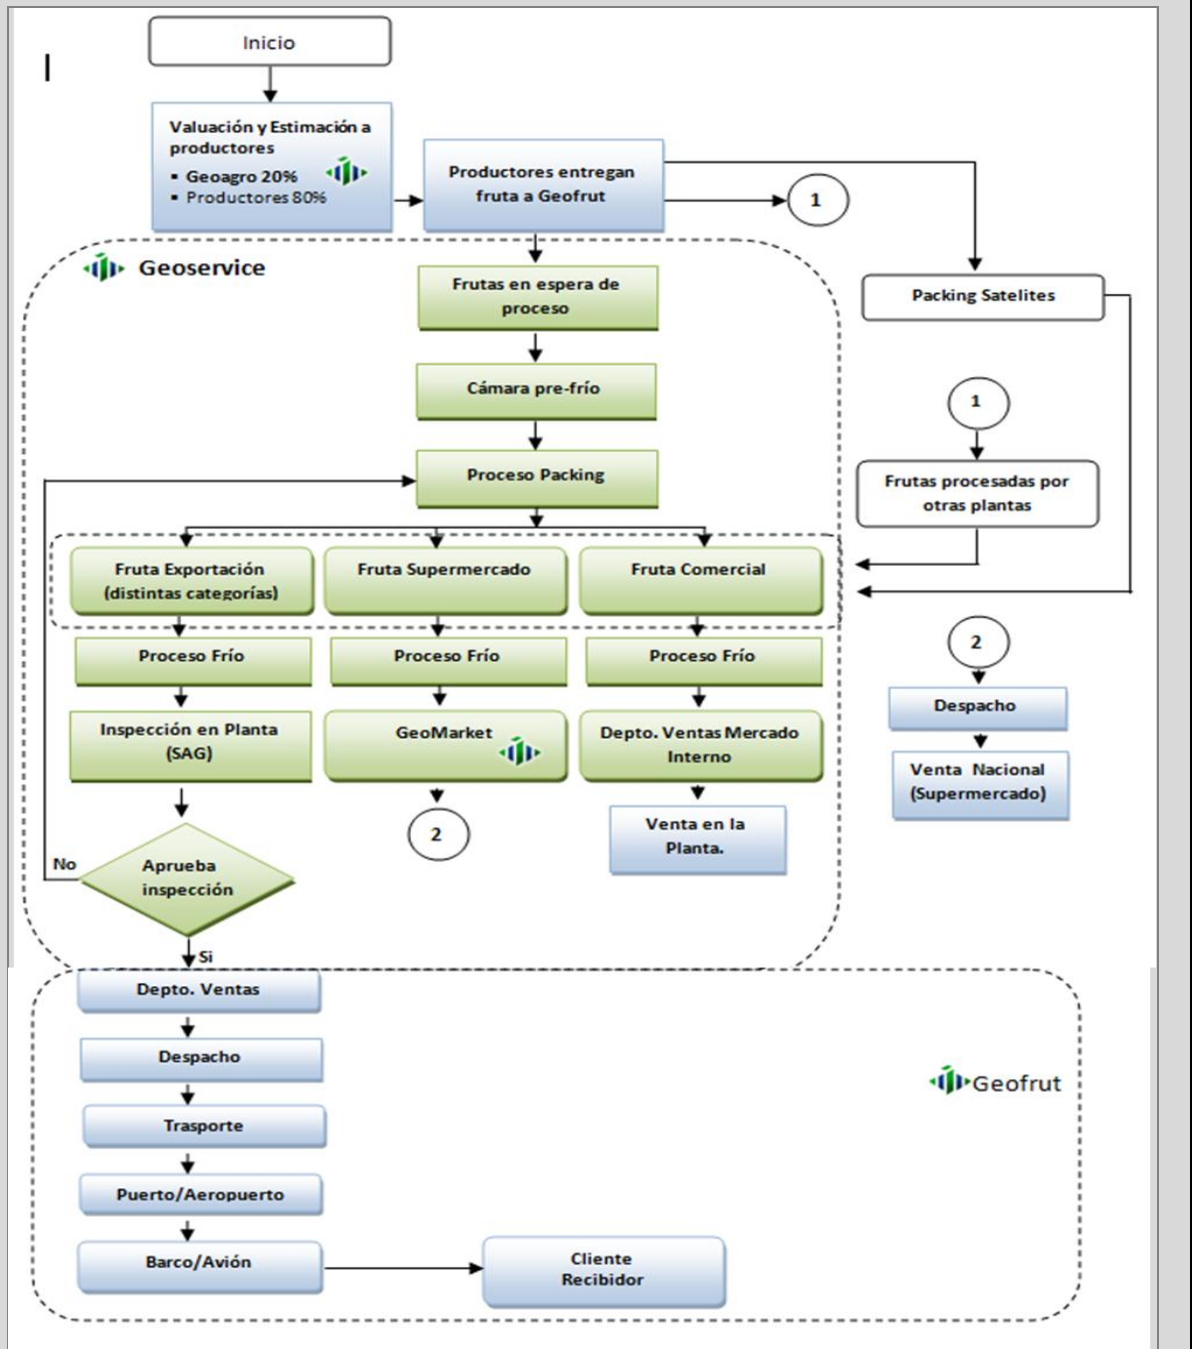 Inicio
Valuación y Estimación a
productores
▪ Geoagro 20%
▪ Productores 80%
Productores entregan
fruta a Geofrut
1
Geoservice
Frutas en espera de
proceso
Packing Satelites
Cámara pre-frío
1
Proceso Packing
Frutas procesadas por
otras plantas
Fruta Exportación
(distintas categorías)
Fruta Supermercado
Fruta Comercial
2
Proceso Frío
Proceso Frío
Proceso Frío
Despacho
Inspección en Planta
(SAG)
GeoMarket
Depto. Ventas Mercado
Interno
Venta Nacional
(Supermercado)
2
Venta en la
Planta.
No
Aprueba
inspección
Si
Depto. Ventas
Despacho
Geofrut
Trasporte
Puerto/Aeropuerto
Barco/Avión
Cliente
Recibidor